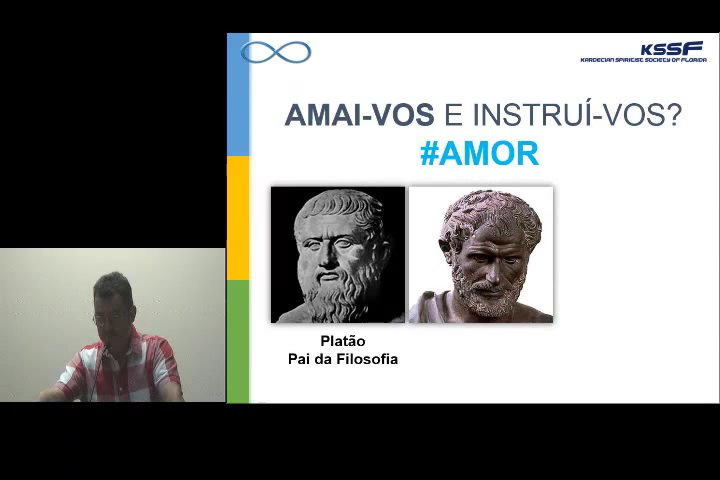 KSSF
KARDECIAN SPIRITIST SOCIETY OF FLORIDA
AMAI-VOS E INSTRUÍ-VOS?
#AMOR
Platão
Pai da Filosofia